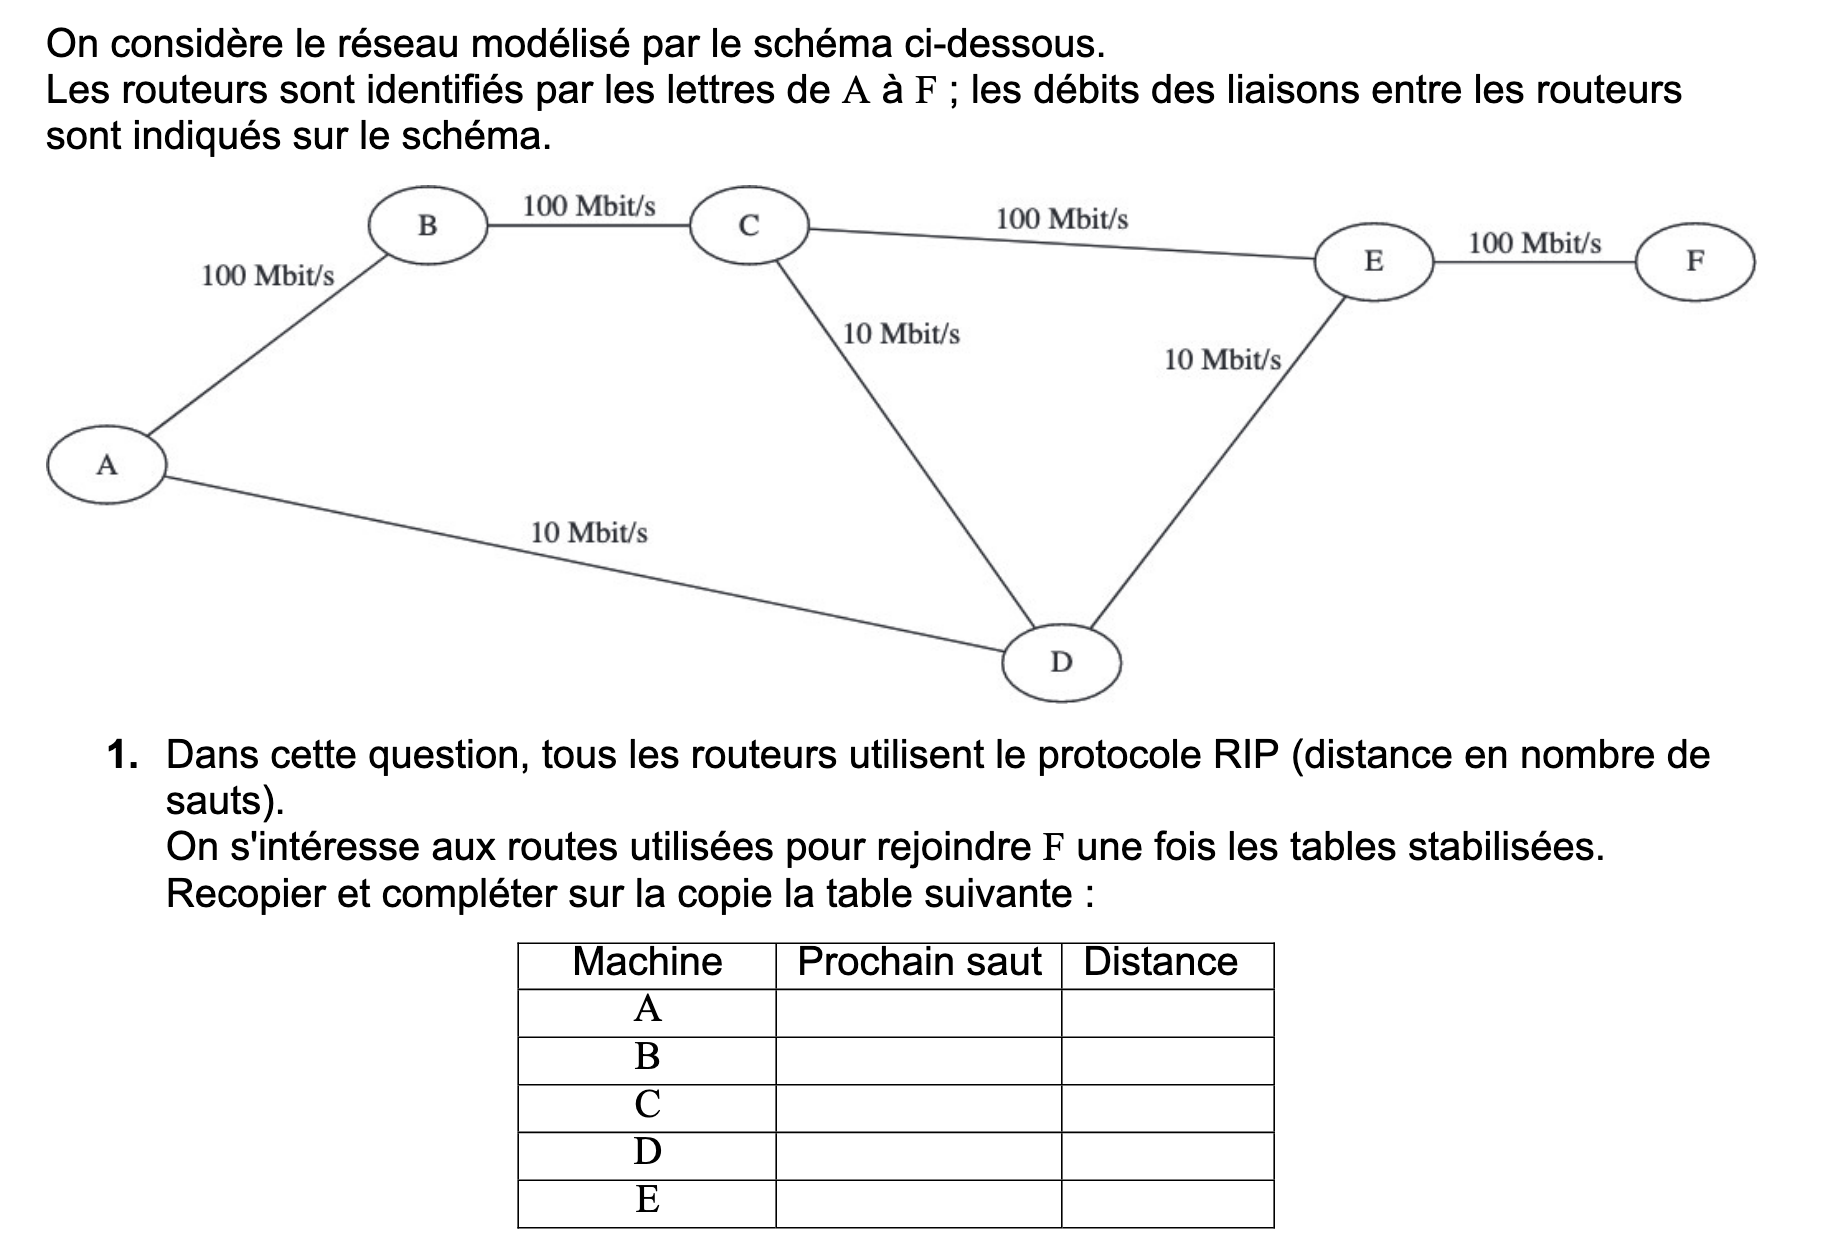 On considère le réseau modélisé par le schéma ci-dessous.
Les routeurs sont identifiés par les lettres de A à F ; les débits des liaisons entre les routeurs
sont indiqués sur le schéma.
B
100 Mbit/s
C
100 Mbit/s
E
100 Mbit/s
F
100 Mbit/s
10 Mbit/s
10 Mbit/s
A
10 Mbit/s
D
1. Dans cette question, tous les routeurs utilisent le protocole RIP (distance en nombre de
sauts).
On s'intéresse aux routes utilisées pour rejoindre F une fois les tables stabilisées.
Recopier et compléter sur la copie la table suivante :
Machine Prochain saut Distance
A
B
C
D
E